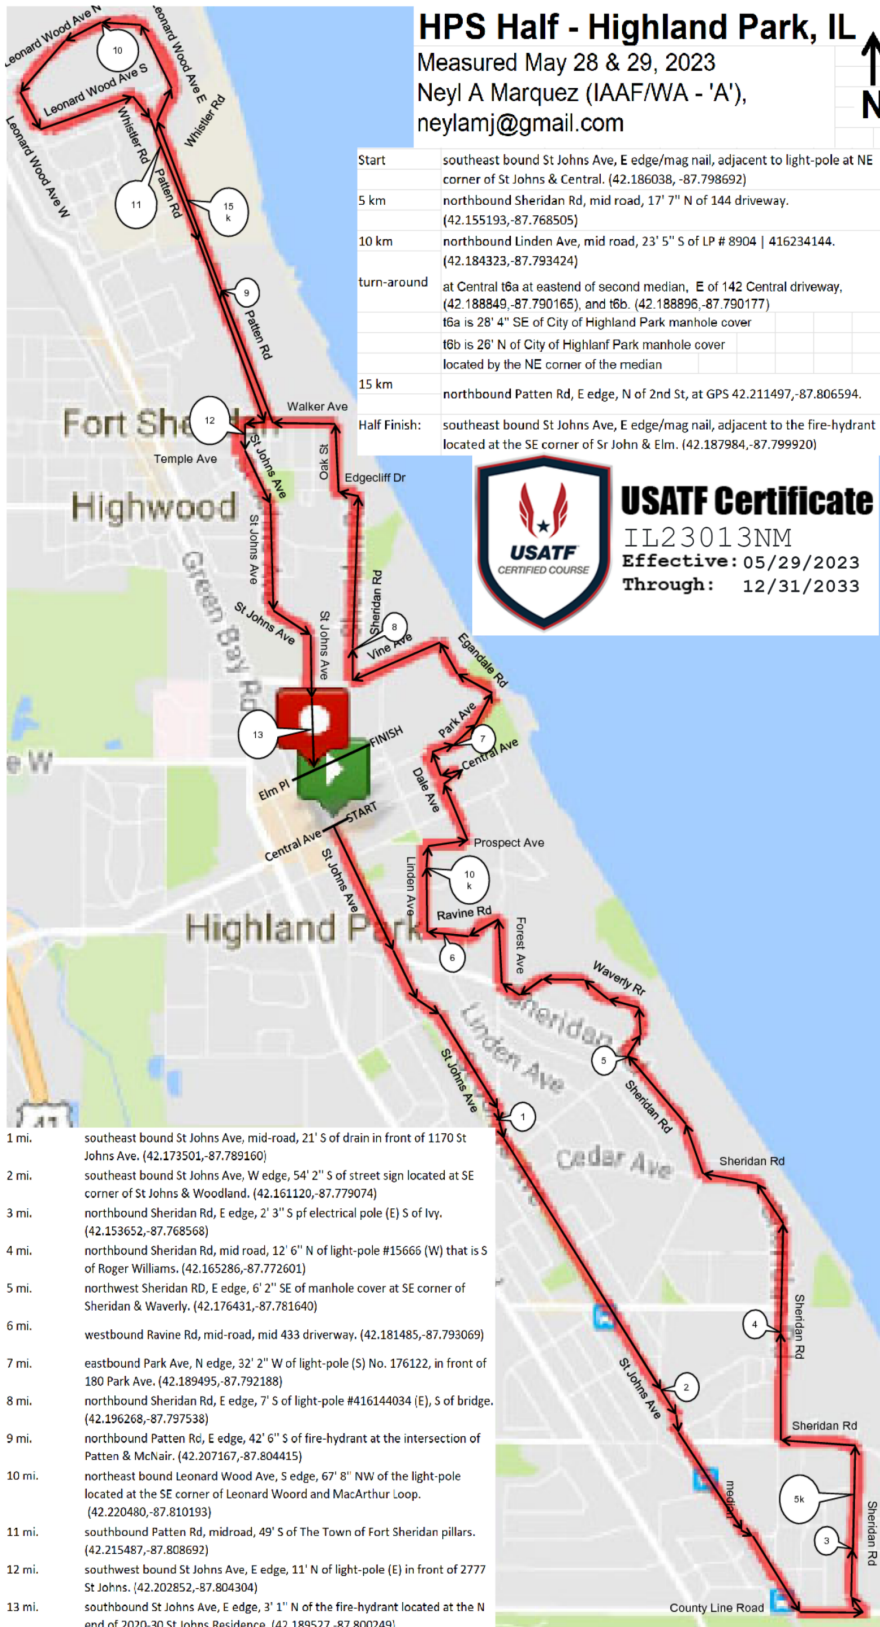 HPS Half - Highland Park, IL
Measured May 28 & 29, 2023
Neyl A Marquez (IAAF/WA - 'A'),
neylamj@gmail.com
N
Start southeast bound St Johns Ave, E edge/mag nail, adjacent to light-pole at NE
corner of St Johns & Central. (42.186038, -87.798692)
5 km northbound Sheridan Rd, mid road, 17' 7" N of 144 driveway.
(42.155193,-87.768505)
10 km northbound Linden Ave, mid road, 23' 5" S of LP # 8904 | 416234144.
(42.184323,-87.793424)
turn-around at Central t6a at eastend of second median, E of 142 Central driveway,
(42.188849,-87.790165), and t6b. (42.188896,-87.790177)
t6a is 28' 4" SE of City of Highland Park manhole cover
t6b is 26' N of City of Highlanf Park manhole cover
located by the NE corner of the median
15 km northbound Patten Rd, E edge, N of 2nd St, at GPS 42.211497,-87.806594.
Half Finish: southeast bound St Johns Ave, E edge/mag nail, adjacent to the fire-hydrant
located at the SE corner of Sr John & Elm. (42.187984,-87.799920)
USATF
CERTIFIED COURSE
USATF Certificate
IL23013NM
Effective: 05/29/2023
Through: 12/31/2033
Leonard Wood Ave N
Leonard Wood Ave E
10
Leonard Wood Ave S
Whistler Rd
Whistler Rd
Leonard Wood Ave W
11
Patten Rd
15
k
9
Patten Rd
Walker Ave
12
Fort Sheridan
Temple Ave
St Johns Ave
Oak St
Edgecliff Dr
Highwood
St Johns Ave
Green Bay Rd
Sheridan Rd
St Johns Ave
St Johns Ave
8
Vine Ave
Egandale Rd
Park Ave
7
13
FINISH
Central Ave
e W
Elm Pl
Dale Ave
START
Central Ave
Prospect Ave
St Johns Ave
Linden Ave
10
k
Highland Park
Ravine Rd
Forest Ave
6
Waverly Rr
Sheridan
Linden Ave
5
St Johns Ave
Sheridan Rd
1
41
Cedar Ave
Sheridan Rd
Sheridan Rd
4
St Johns Ave
2
Sheridan Rd
median
5k
Sheridan Rd
3
County Line Road
1 mi. southeast bound St Johns Ave, mid-road, 21' S of drain in front of 1170 St
Johns Ave. (42.173501,-87.789160)
2 mi. southeast bound St Johns Ave, W edge, 54' 2" S of street sign located at SE
corner of St Johns & Woodland. (42.161120,-87.779074)
3 mi. northbound Sheridan Rd, E edge, 2' 3" S pf electrical pole (E) S of Ivy.
(42.153652,-87.768568)
4 mi. northbound Sheridan Rd, mid road, 12' 6" N of light-pole #15666 (W) that is S
of Roger Williams. (42.165286,-87.772601)
5 mi. northwest Sheridan RD, E edge, 6' 2" SE of manhole cover at SE corner of
Sheridan & Waverly. (42.176431,-87.781640)
6 mi. westbound Ravine Rd, mid-road, mid 433 driverway. (42.181485,-87.793069)
7 mi. eastbound Park Ave, N edge, 32' 2" W of light-pole (S) No. 176122, in front of
180 Park Ave. (42.189495,-87.792188)
8 mi. northbound Sheridan Rd, E edge, 7' S of light-pole #416144034 (E), S of bridge.
(42.196268,-87.797538)
9 mi. northbound Patten Rd, E edge, 42' 6" S of fire-hydrant at the intersection of
Patten & McNair. (42.207167,-87.804415)
10 mi. northeast bound Leonard Wood Ave, S edge, 67' 8" NW of the light-pole
located at the SE corner of Leonard Woord and MacArthur Loop.
(42.220480,-87.810193)
11 mi. southbound Patten Rd, midroad, 49' S of The Town of Fort Sheridan pillars.
(42.215487,-87.808692)
12 mi. southwest bound St Johns Ave, E edge, 11' N of light-pole (E) in front of 2777
St Johns. (42.202852,-87.804304)
13 mi. southbound St Johns Ave, E edge, 3' 1" N of the fire-hydrant located at the N
end of 2020-30 St Johns Residence. (42.189527,-87.800249)